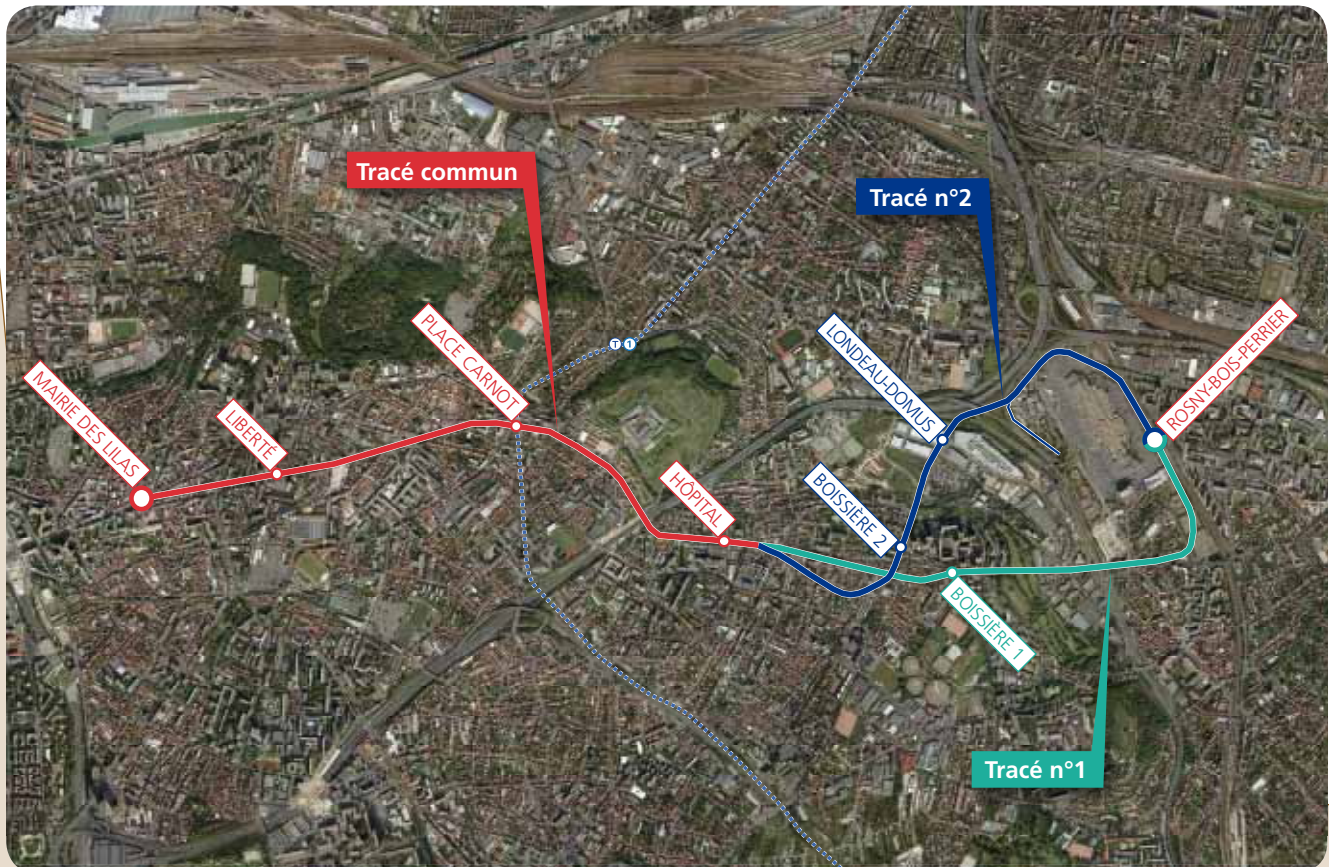 Tracé commun
Tracé n°2
PLACE CARNOT
T 1
LONDEAU-DOMUS
ROSNY-BOIS-PERRIER
MAIRIE DES LILAS
LIBERTÉ
HÔPITAL
BOISSIÈRE 2
BOISSIÈRE 1
Tracé n°1